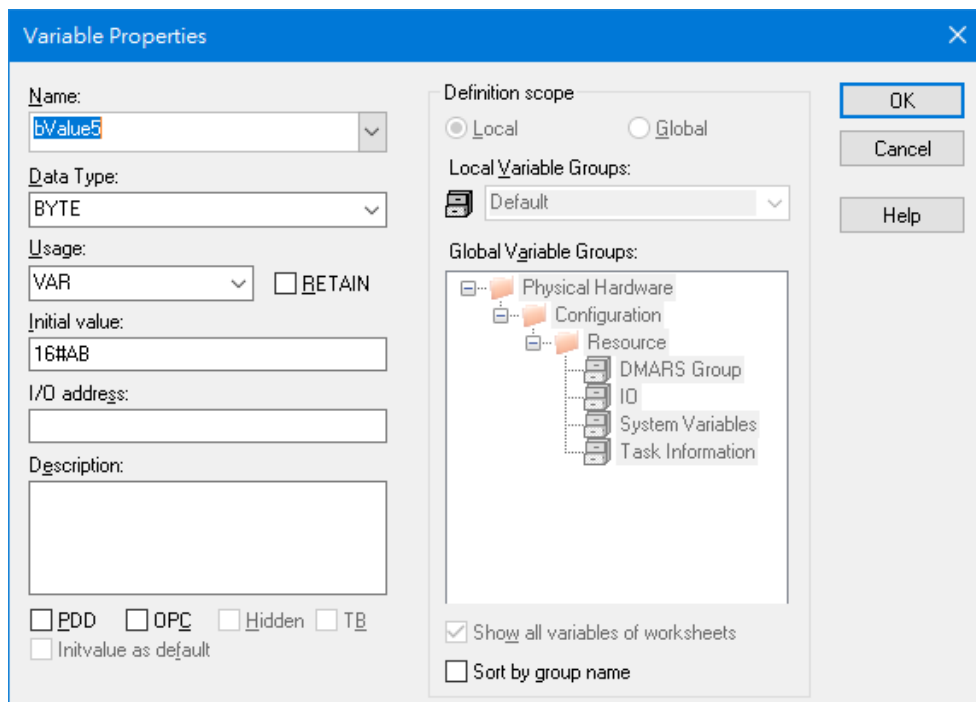 Variable Properties
Name:
bValue5
Data Type:
BYTE
Usage:
VAR
RETAIN
Initial value:
16#AB
I/O address:
Description:
PDD OPC Hidden TB
Initvalue as default
Definition scope
Local Global
Local Variable Groups:
Default
Global Variable Groups:
Physical Hardware
Configuration
Resource
DMARS Group
IO
System Variables
Task Information
Show all variables of worksheets
Sort by group name
OK
Cancel
Help